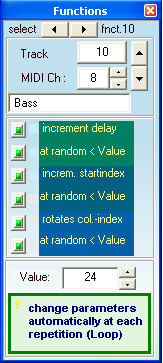 Functions
select fnct.10
Track 10
MIDI Ch : 8
Bass
increment delay
at random < Value
increm. startindex
at random < Value
rotates col.-index
at random < Value
Value: 24
! change parameters
automatically at each
repetition (Loop)